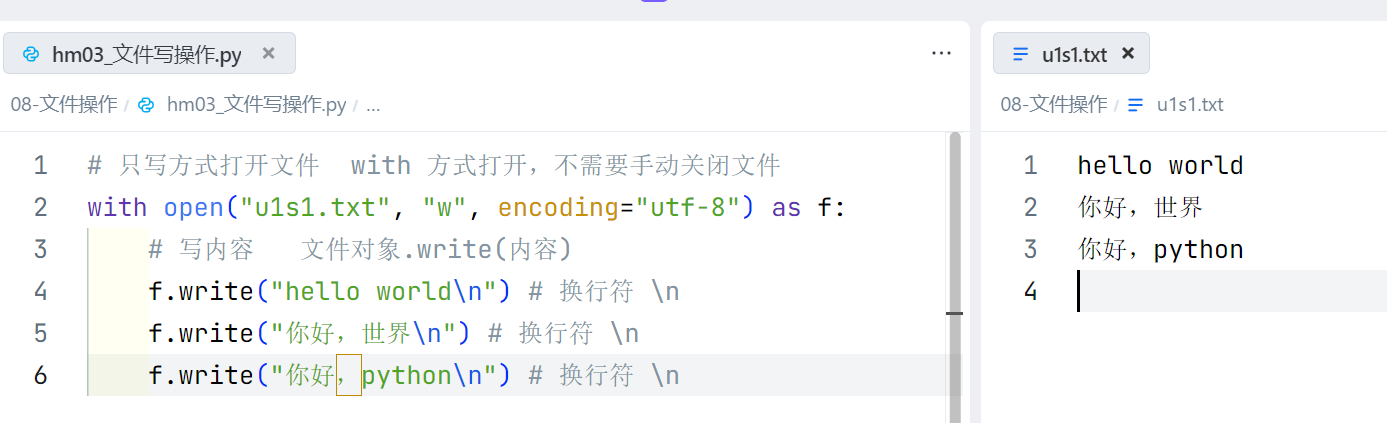 hm03_文件写操作.py ×
08-文件操作 / hm03_文件写操作.py / ...
1 # 只写方式打开文件  with 方式打开，不需要手动关闭文件
2 with open("u1s1.txt", "w", encoding="utf-8") as f:
3     # 写内容   文件对象.write(内容)
4     f.write("hello world\n") # 换行符 \n
5     f.write("你好，世界\n") # 换行符 \n
6     f.write("你好，python\n") # 换行符 \n
u1s1.txt ×
08-文件操作 / u1s1.txt
1 hello world
2 你好，世界
3 你好，python
4